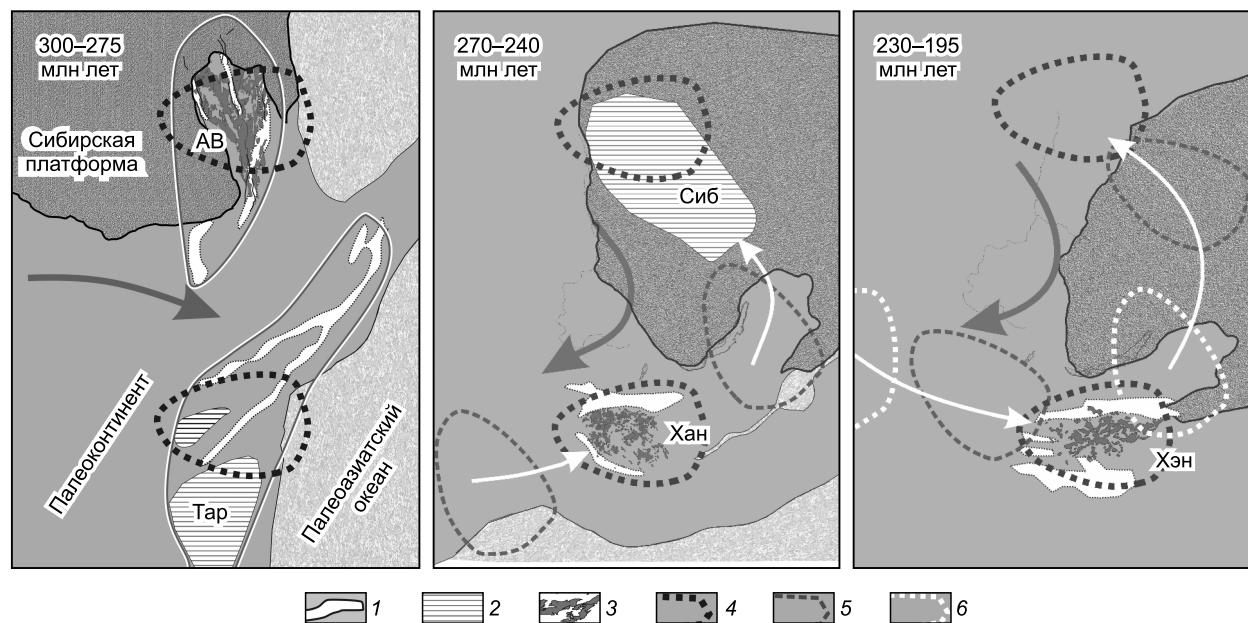 300–275
млн лет
АВ
Сибирская
платформа
Палеоконтинент
Тар
Палеоазиатский
океан
270–240
млн лет
Сиб
Хан
230–195
млн лет
Хэн
1
2
3
4
5
6